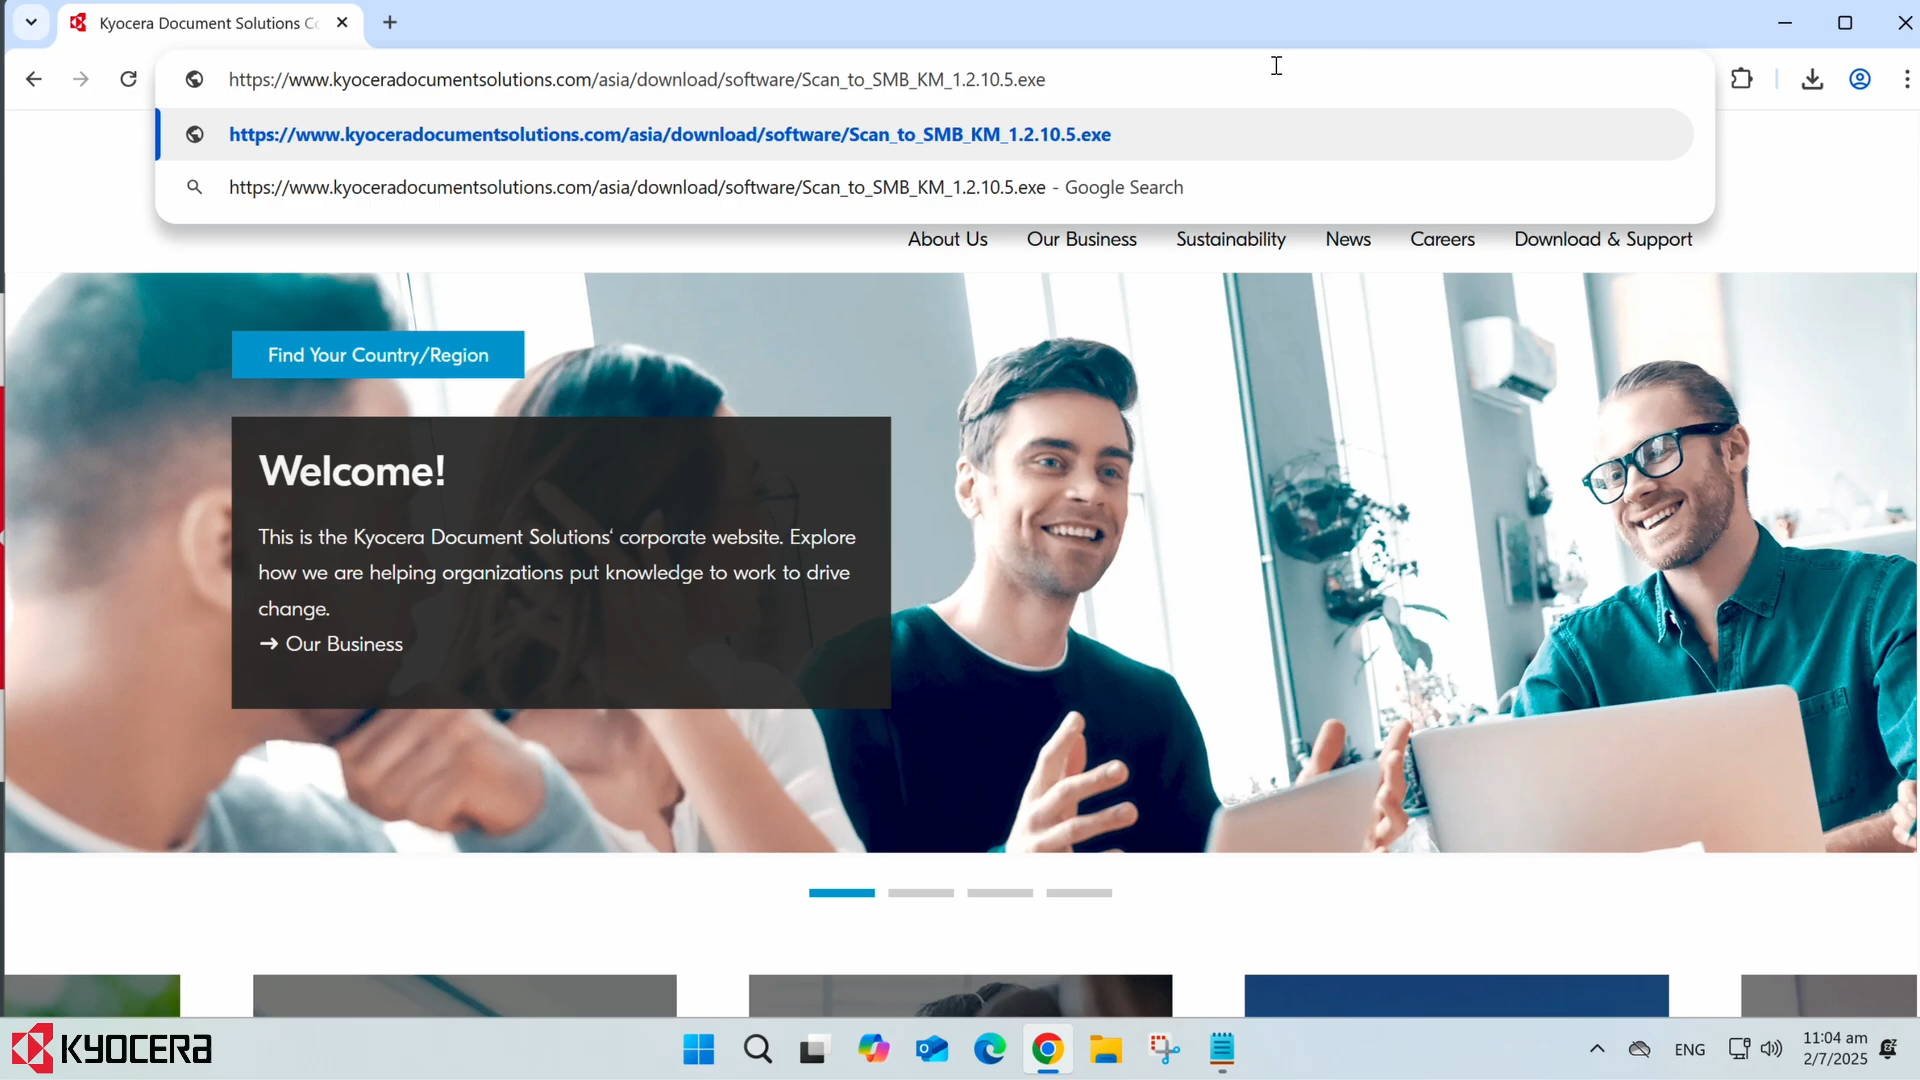 Kyocera Document Solutions Co
https://www.kyoceradocumentsolutions.com/asia/download/software/Scan_to_SMB_KM_1.2.10.5.exe
https://www.kyoceradocumentsolutions.com/asia/download/software/Scan_to_SMB_KM_1.2.10.5.exe
https://www.kyoceradocumentsolutions.com/asia/download/software/Scan_to_SMB_KM_1.2.10.5.exe - Google Search
About Us Our Business Sustainability News Careers Download & Support
Find Your Country/Region
Welcome!
This is the Kyocera Document Solutions‘ corporate website. Explore
how we are helping organizations put knowledge to work to drive
change.
→ Our Business
KYOCERA
ENG
11:04 am
2/7/2025